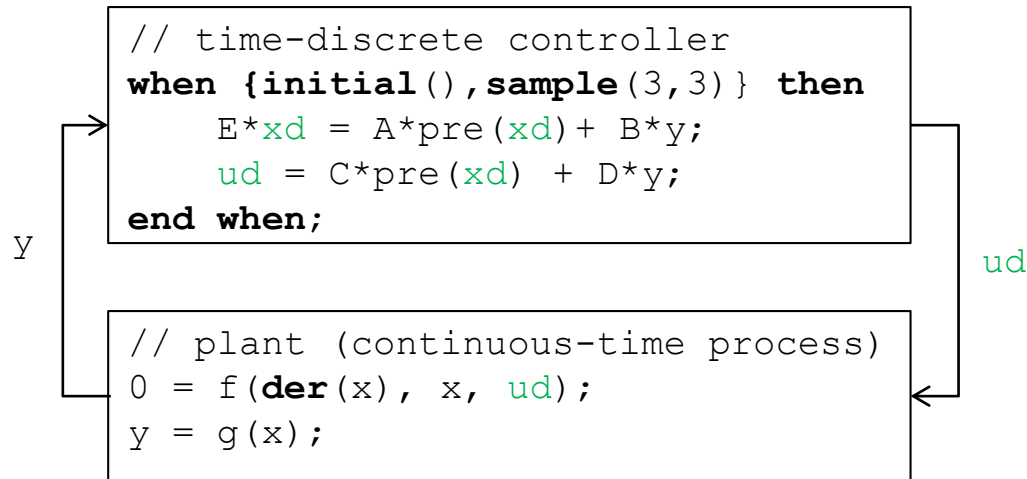 // time-discrete controller
when {initial(),sample(3,3)} then
E*xd = A*pre(xd)+ B*y;
ud = C*pre(xd) + D*y;
end when;
y
ud
// plant (continuous-time process)
0 = f(der(x), x, ud);
y = g(x);